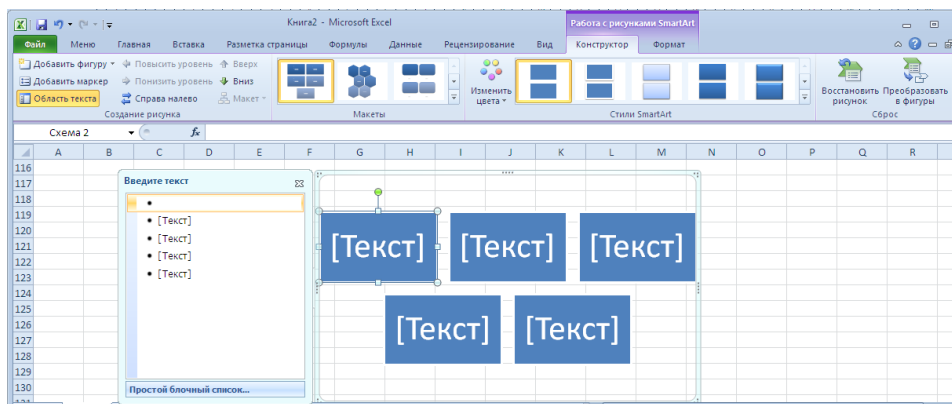 Книга2 - Microsoft Excel
Работа с рисунками SmartArt
Файл Меню Главная Вставка Разметка страницы Формулы Данные Рецензирование Вид Конструктор Формат
Добавить фигуру Повысить уровень Вверх
Добавить маркер Понизить уровень Вниз
Область текста Справа налево Макет
Создание рисунка
Макеты
Изменить цвета
Стили SmartArt
Восстановить рисунок
Преобразовать в фигуры
Сброс
Схема 2 fx
A B C D E F G H I J K L M N O P Q R
116
117
118
119
120
121
122
123
124
125
126
127
128
129
130
131
Введите текст
[Текст]
[Текст]
[Текст]
[Текст]
Простой блочный список...
[Текст] [Текст] [Текст]
[Текст] [Текст]